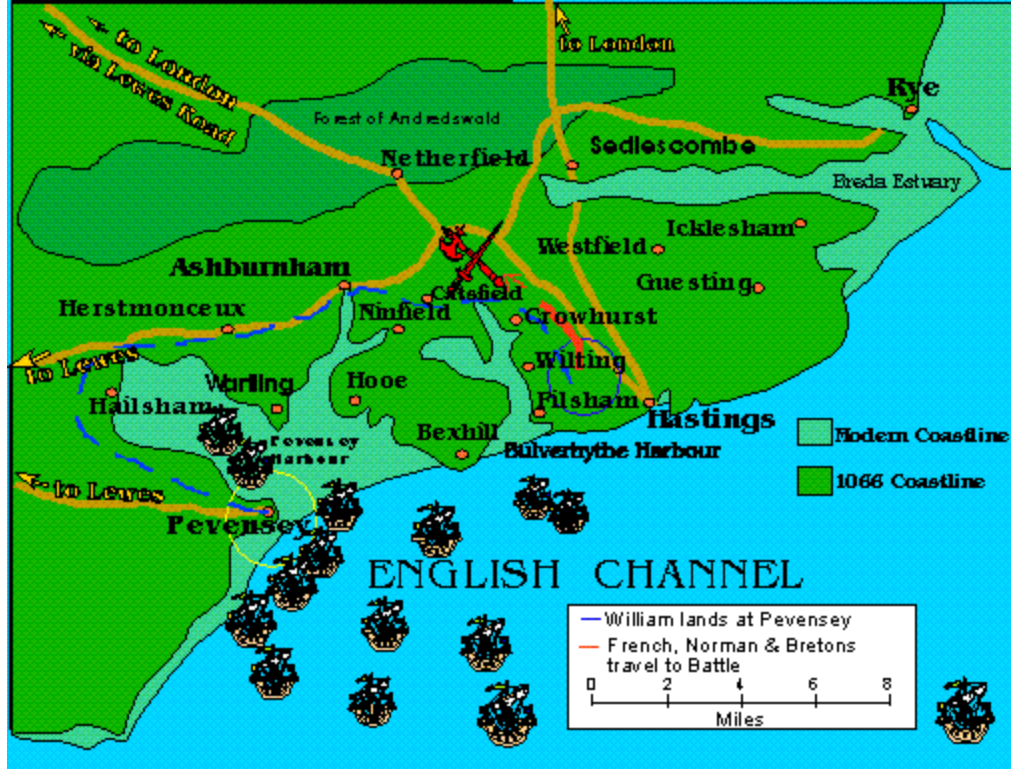 to London
via Lewes Road
to London
Forest of Andredswald
Rye
Netherfield
Sedlescombe
Breda Estuary
Icklesham
Westfield
Guesting
Ashburnham
Catsfield
Herstmonceux
Ninfield
Crowhurst
to Lewes
Wilting
Wartling
Hooe
Hailsham
Filsham
Hastings
Bexhill
Bulverhythe Harbour
Pevensey
Harbour
Modern Coastline
1066 Coastline
to Lewes
Pevensey
ENGLISH CHANNEL
William lands at Pevensey
French, Norman & Bretons
travel to Battle
0 2 4 6 8
Miles